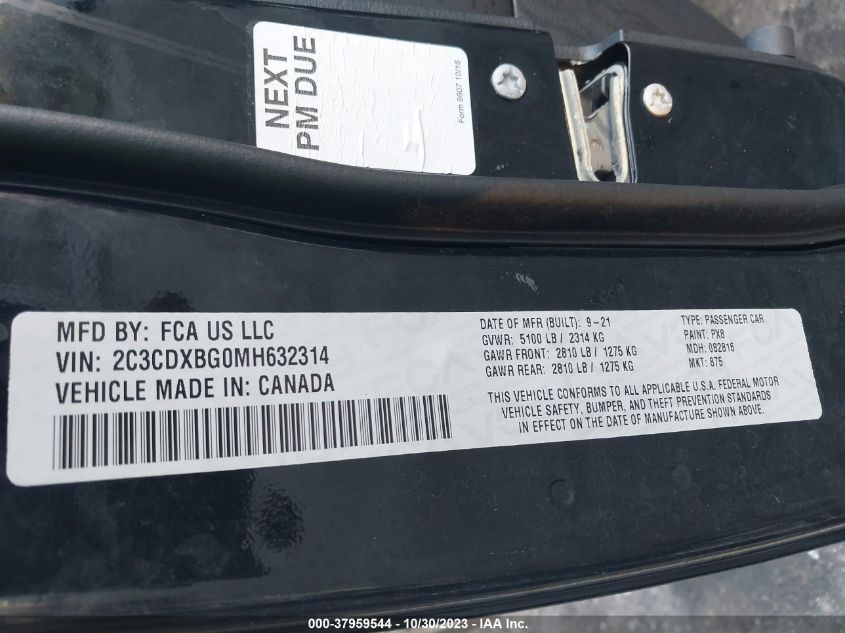 NEXT
PM DUE
Form 9607 10/16
MFD BY: FCA US LLC
VIN: 2C3CDXBG0MH632314
VEHICLE MADE IN: CANADA
DATE OF MFR (BUILT): 9-21
GVWR: 5100 LB / 2314 KG
GAWR FRONT: 2810 LB / 1275 KG
GAWR REAR: 2810 LB / 1275 KG
TYPE: PASSENGER CAR
PAINT: PX8
MDH: 082816
MKT: 875
THIS VEHICLE CONFORMS TO ALL APPLICABLE U.S.A. FEDERAL MOTOR
VEHICLE SAFETY, BUMPER, AND THEFT PREVENTION STANDARDS
IN EFFECT ON THE DATE OF MANUFACTURE SHOWN ABOVE.
000-37959544 - 10/30/2023 - IAA Inc.